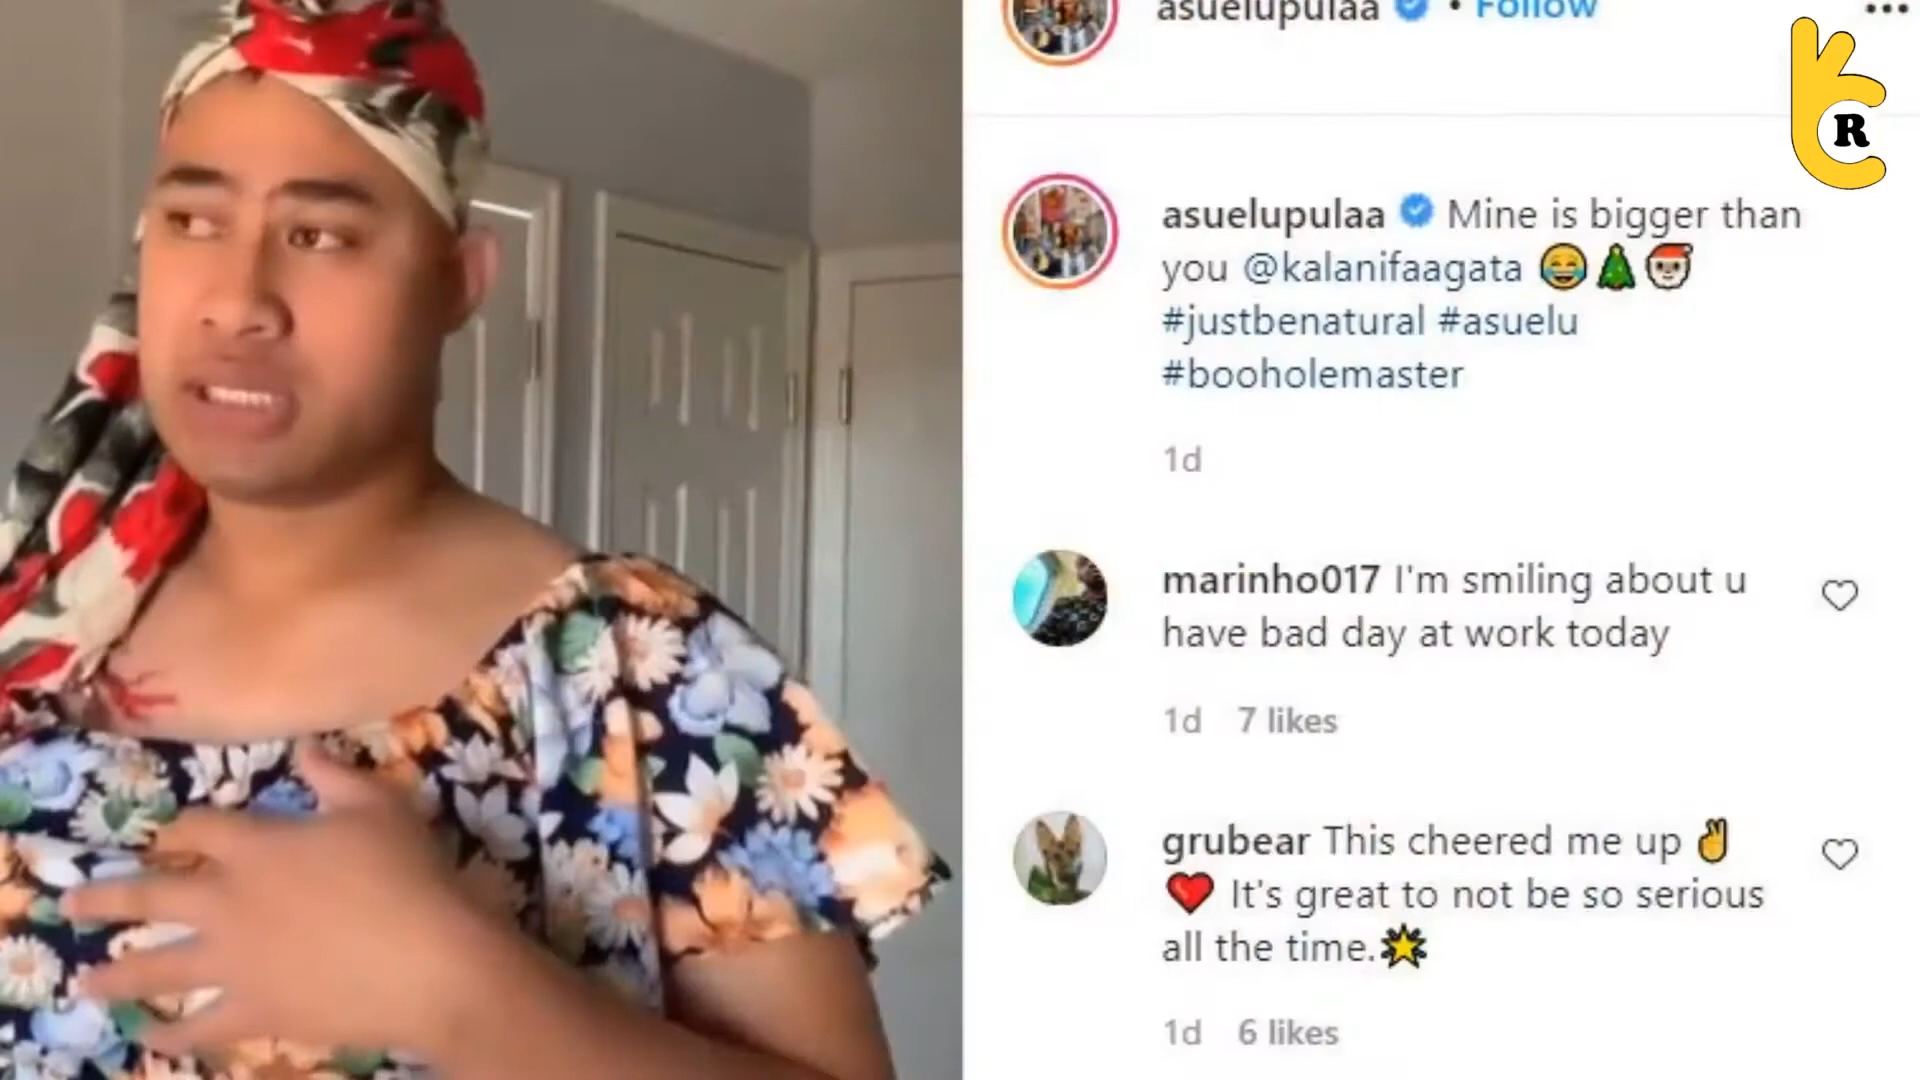 asuelupulaa • Follow
R
asuelupulaa Mine is bigger than
you @kalanifaagata 😂🎄🎅
#justbenatural #asuelu
#booholemaster
1d
marinho017 I'm smiling about u
have bad day at work today
1d 7 likes
grubear This cheered me up ✌
❤ It's great to not be so serious
all the time.🌟
1d 6 likes